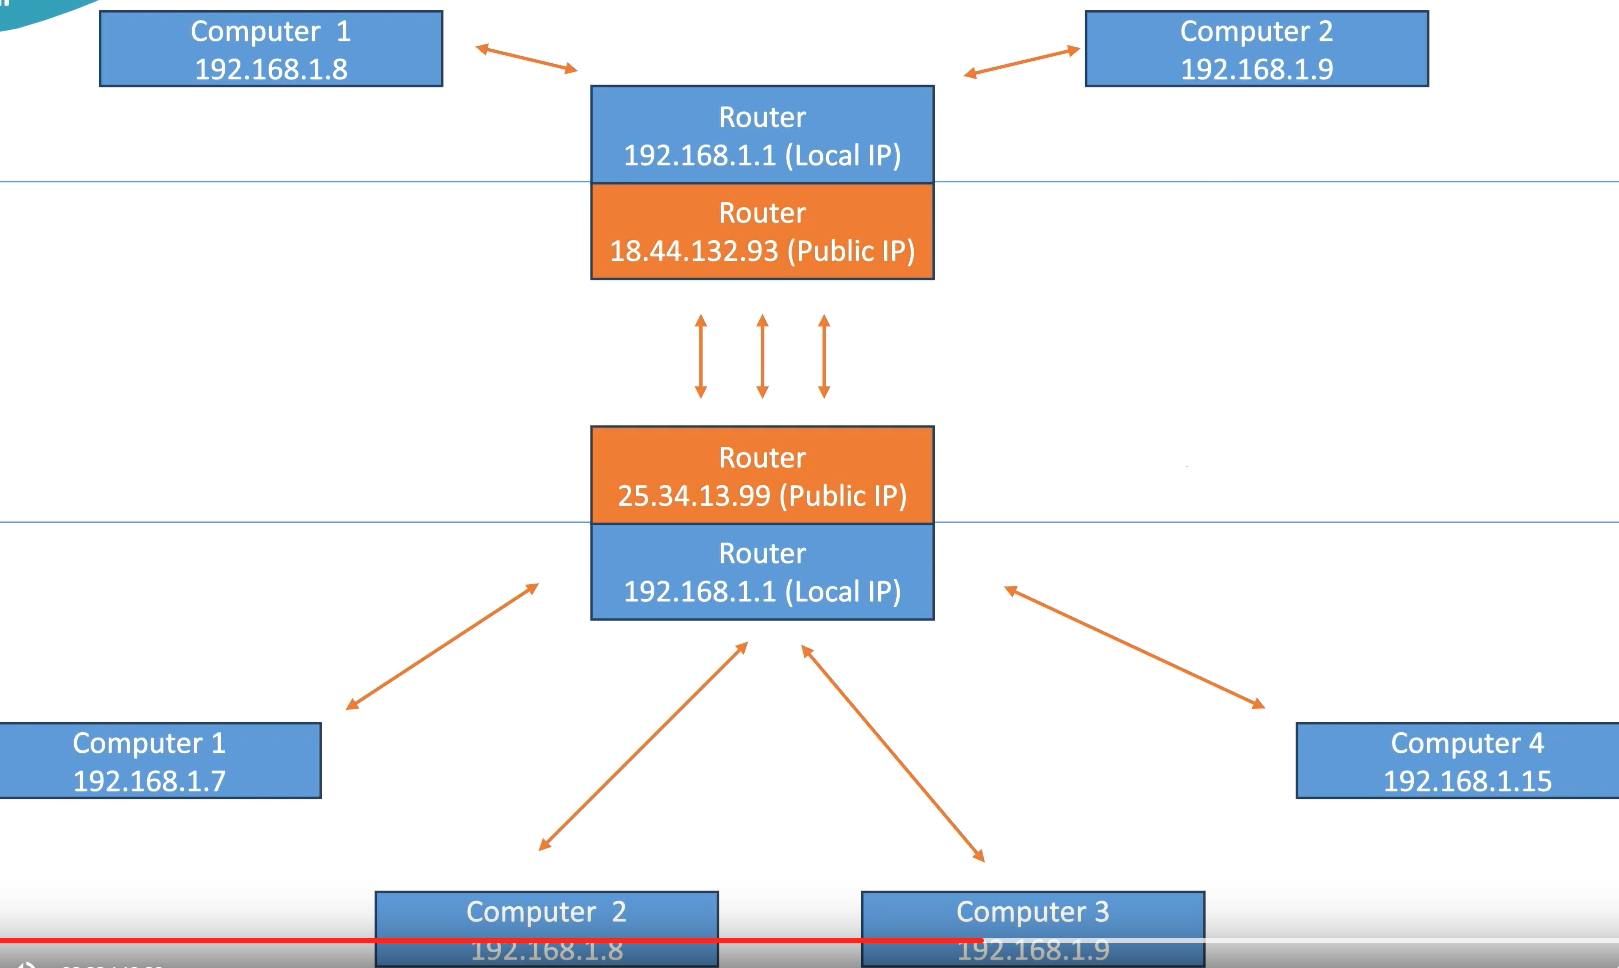 Computer 1
192.168.1.8
Computer 2
192.168.1.9
Router
192.168.1.1 (Local IP)
Router
18.44.132.93 (Public IP)
Router
25.34.13.99 (Public IP)
Router
192.168.1.1 (Local IP)
Computer 1
192.168.1.7
Computer 4
192.168.1.15
Computer 2
192.168.1.8
Computer 3
192.168.1.9